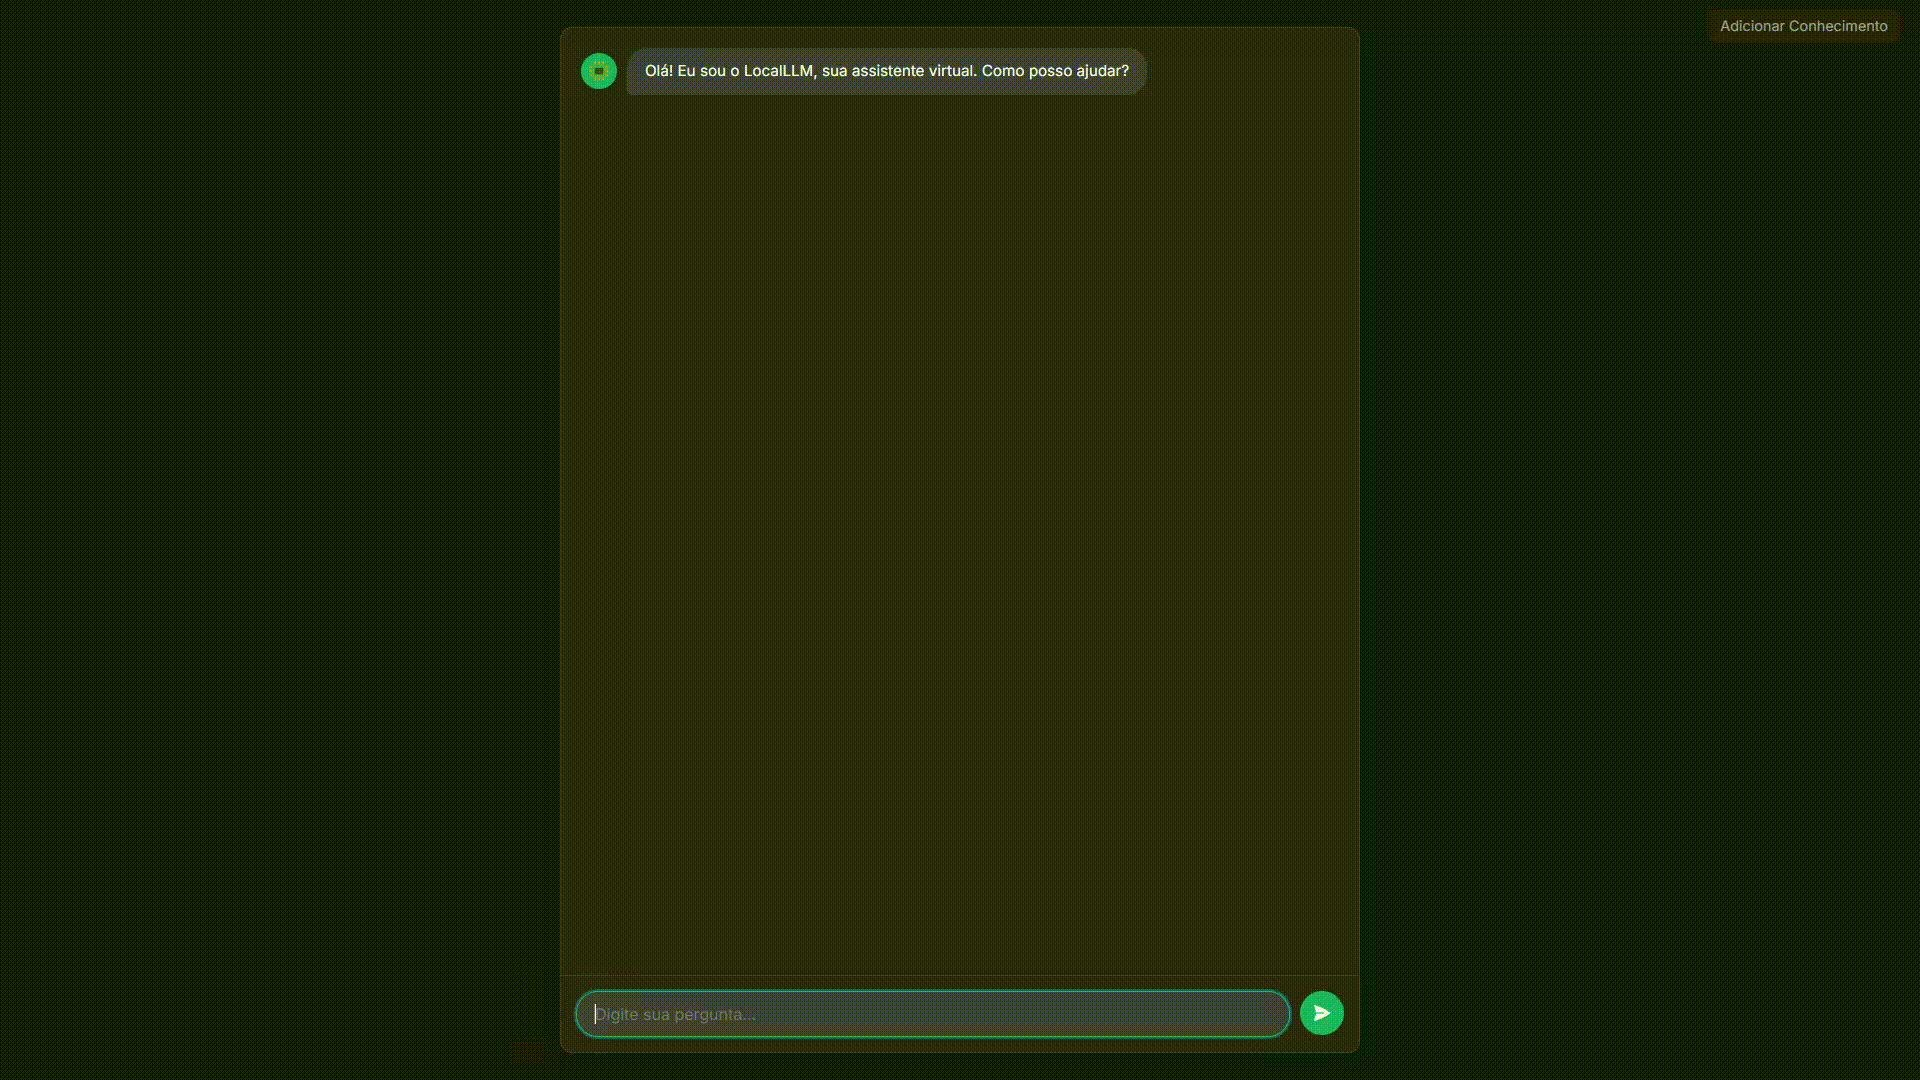 Adicionar Conhecimento
Olá! Eu sou o LocalLLM, sua assistente virtual. Como posso ajudar?
Digite sua pergunta...